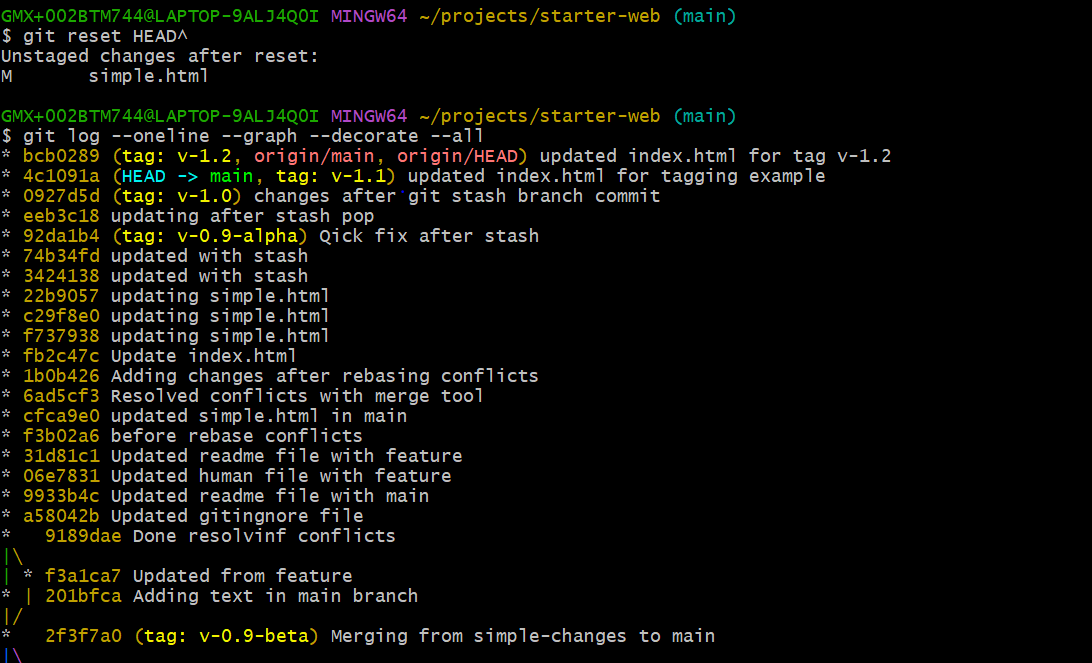 GMX+002BTM744@LAPTOP-9ALJ4Q0I MINGW64 ~/projects/starter-web (main)
$ git reset HEAD^
Unstaged changes after reset:
M       simple.html
GMX+002BTM744@LAPTOP-9ALJ4Q0I MINGW64 ~/projects/starter-web (main)
$ git log --oneline --graph --decorate --all
* bcb0289 (tag: v-1.2, origin/main, origin/HEAD) updated index.html for tag v-1.2
* 4c1091a (HEAD -> main, tag: v-1.1) updated index.html for tagging example
* 0927d5d (tag: v-1.0) changes after git stash branch commit
* eeb3c18 updating after stash pop
* 92da1b4 (tag: v-0.9-alpha) Qick fix after stash
* 74b34fd updated with stash
* 3424138 updated with stash
* 22b9057 updating simple.html
* c29f8e0 updating simple.html
* f737938 updating simple.html
* fb2c47c Update index.html
* 1b0b426 Adding changes after rebasing conflicts
* 6ad5cf3 Resolved conflicts with merge tool
* cfca9e0 updated simple.html in main
* f3b02a6 before rebase conflicts
* 31d81c1 Updated readme file with feature
* 06e7831 Updated human file with feature
* 9933b4c Updated readme file with main
* a58042b Updated gitingnore file
*   9189dae Done resolvinf conflicts
|\
| * f3a1ca7 Updated from feature
* | 201bfca Adding text in main branch
|/
*   2f3f7a0 (tag: v-0.9-beta) Merging from simple-changes to main
|\